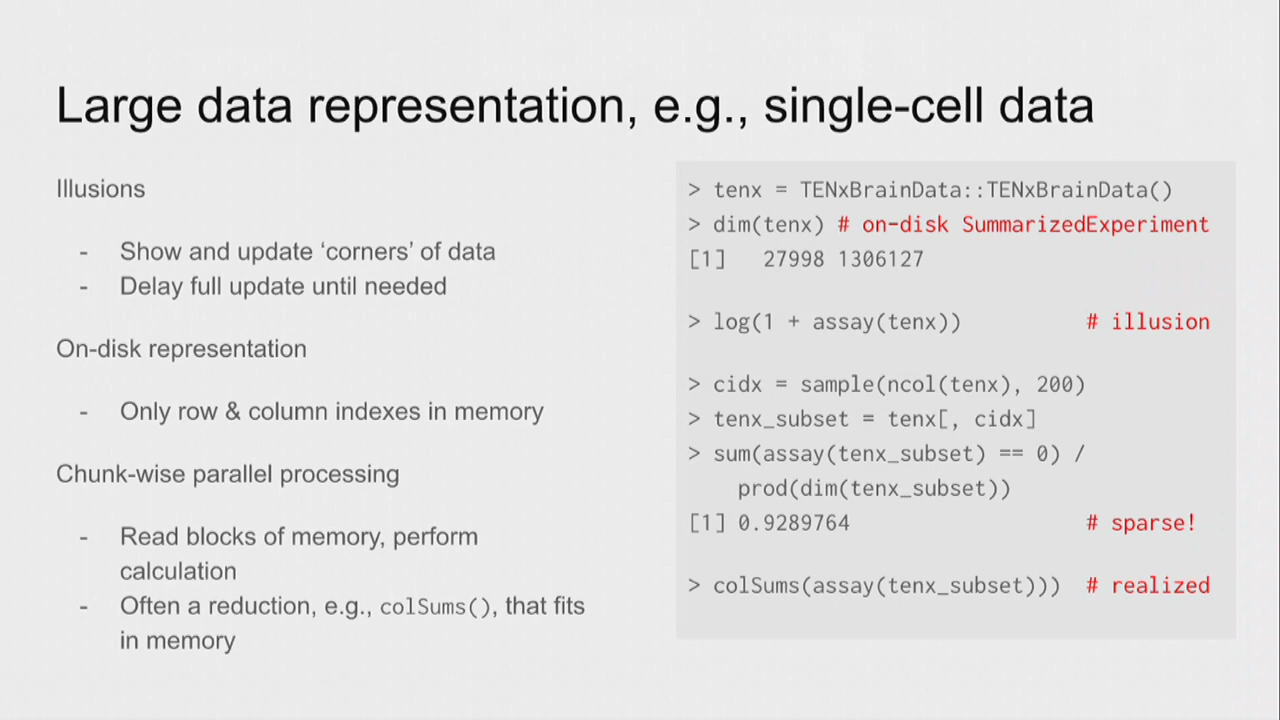 Large data representation, e.g., single-cell data
Illusions
- Show and update ‘corners’ of data
- Delay full update until needed
On-disk representation
- Only row & column indexes in memory
Chunk-wise parallel processing
- Read blocks of memory, perform
calculation
- Often a reduction, e.g., colSums(), that fits
in memory
> tenx = TENxBrainData::TENxBrainData()
> dim(tenx) # on-disk SummarizedExperiment
[1] 27998 1306127
> log(1 + assay(tenx)) # illusion
> cidx = sample(ncol(tenx), 200)
> tenx_subset = tenx[, cidx]
> sum(assay(tenx_subset) == 0) /
prod(dim(tenx_subset))
[1] 0.9289764 # sparse!
> colSums(assay(tenx_subset))) # realized